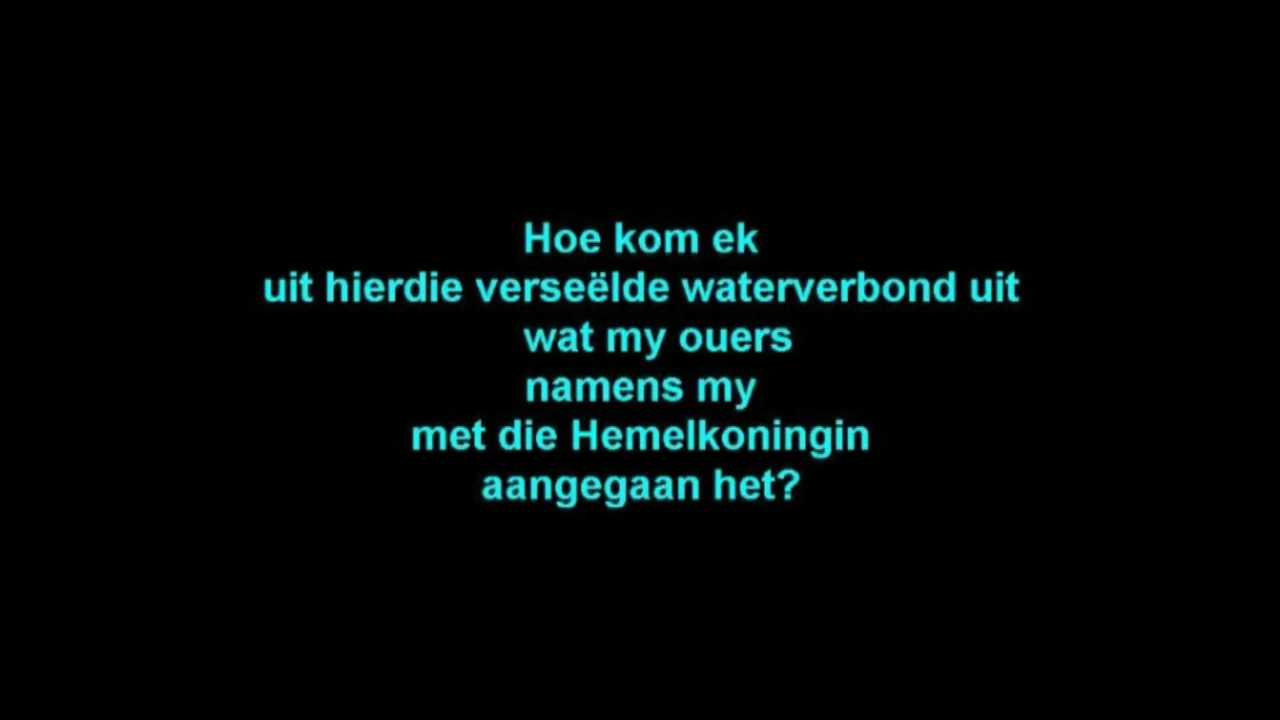 Hoe kom ek
uit hierdie verseëlde waterverbond uit
wat my ouers
namens my
met die Hemelkoningin
aangegaan het?